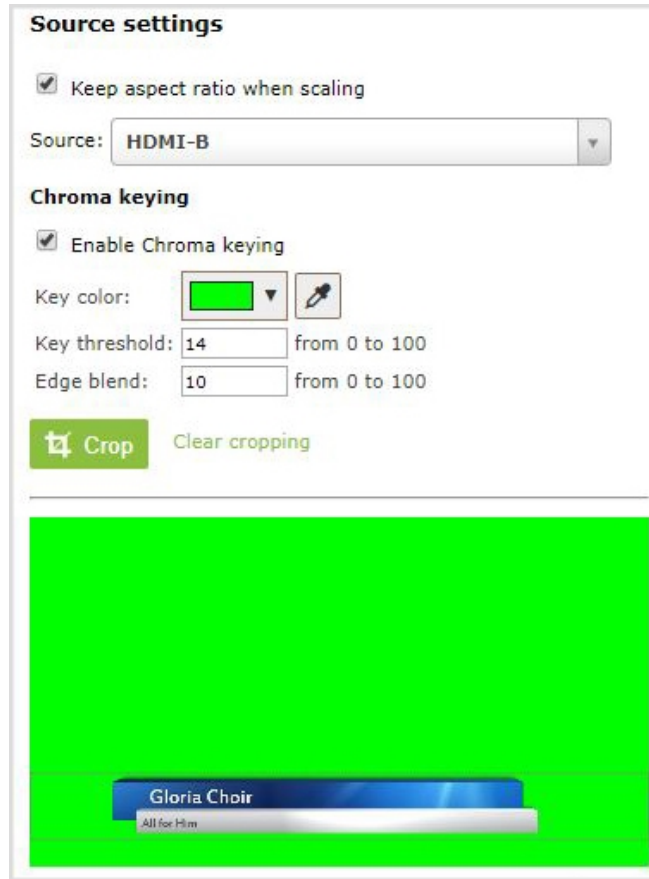 Source settings
Keep aspect ratio when scaling
Source: HDMI-B
Chroma keying
Enable Chroma keying
Key color:
Key threshold: 14 from 0 to 100
Edge blend: 10 from 0 to 100
Crop Clear cropping
Gloria Choir
All for Him